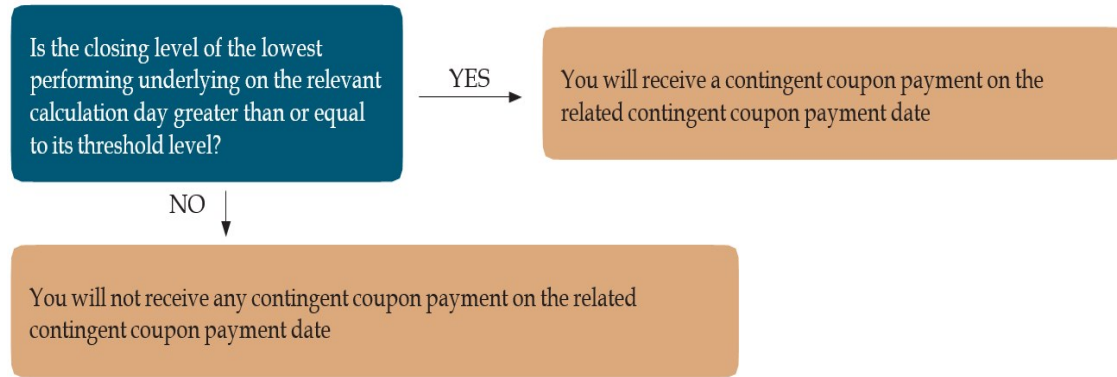 Is the closing level of the lowest
performing underlying on the relevant
calculation day greater than or equal
to its threshold level?
YES
You will receive a contingent coupon payment on the
related contingent coupon payment date
NO
You will not receive any contingent coupon payment on the related
contingent coupon payment date